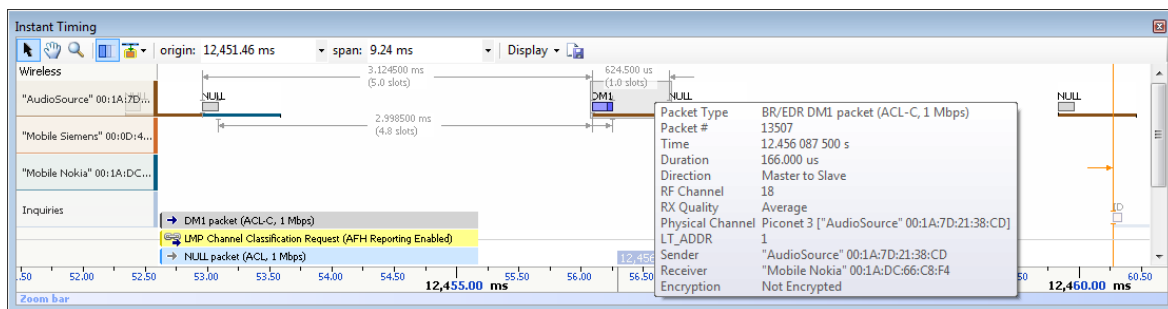 Instant Timing
origin: 12,451.46 ms span: 9.24 ms Display
Wireless
3.124500 ms
(5.0 slots)
624.500 us
(1.0 slots)
"AudioSource" 00:1A:7D:...
NULL
DM1
NULL
NULL
2.998500 ms
(4.8 slots)
"Mobile Siemens" 00:0D:4...
"Mobile Nokia" 00:1A:DC...
Inquiries
ID
DM1 packet (ACL-C, 1 Mbps)
LMP Channel Classification Request (AFH Reporting Enabled)
NULL packet (ACL, 1 Mbps)
12,456
Packet Type BR/EDR DM1 packet (ACL-C, 1 Mbps)
Packet # 13507
Time 12.456 087 500 s
Duration 166.000 us
Direction Master to Slave
RF Channel 18
RX Quality Average
Physical Channel Piconet 3 ["AudioSource" 00:1A:7D:21:38:CD]
LT_ADDR 1
Sender "AudioSource" 00:1A:7D:21:38:CD
Receiver "Mobile Nokia" 00:1A:DC:66:C8:F4
Encryption Not Encrypted
.50 52.00 52.50 53.00 53.50 54.00 54.50 12,455.00 ms 55.50 56.00 56.50 50 12,460.00 ms 60.50
Zoom bar